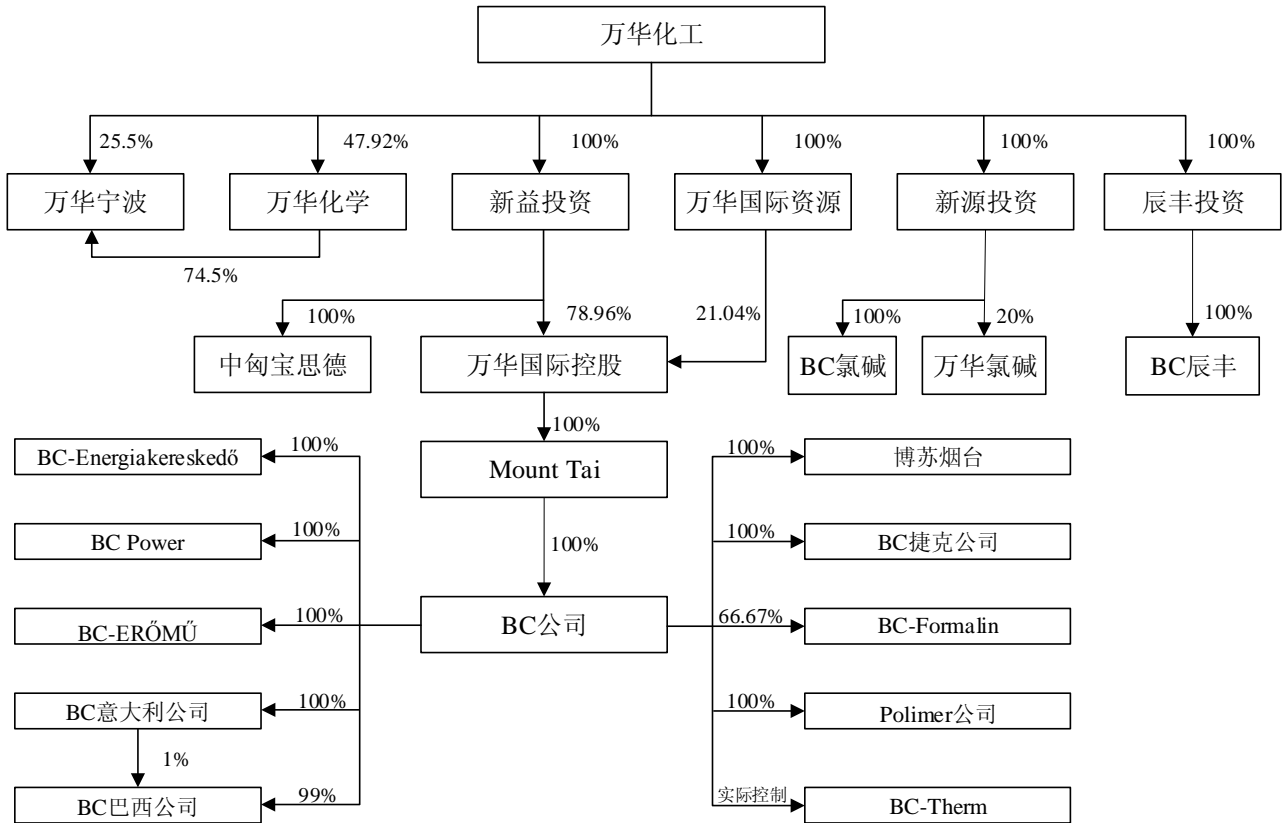 万华化工
25.5%
47.92%
100%
100%
100%
100%
万华宁波
万华化学
新益投资
万华国际资源
新源投资
辰丰投资
74.5%
100%
78.96%
21.04%
100%
20%
100%
中匈宝思德
万华国际控股
BC氯碱
万华氯碱
BC辰丰
100%
BC-Energiakereskedő
100%
Mount Tai
100%
博苏烟台
BC Power
100%
100%
100%
BC捷克公司
BC-ERŐMŰ
100%
BC公司
66.67%
BC-Formalin
BC意大利公司
100%
100%
Polimer公司
1%
BC巴西公司
99%
实际控制
BC-Therm